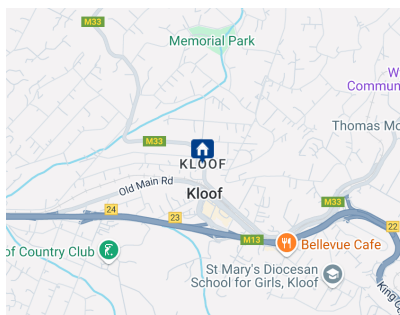 M33
Memorial Park
W
Commun
Thomas Mo
M33
KLOOF
Old Main Rd
Kloof
M33
24
23
22
M13
of Country Club
Bellevue Cafe
St Mary's Diocesan
School for Girls, Kloof
King C